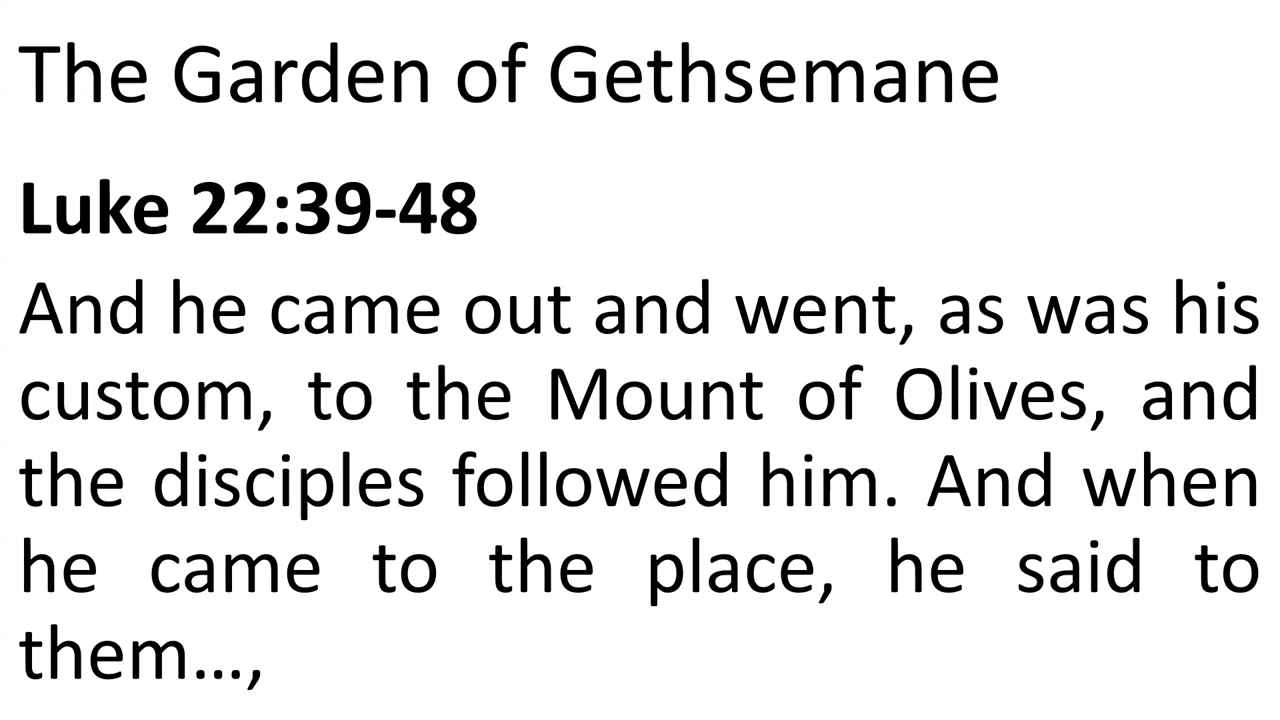 The Garden of Gethsemane
Luke 22:39-48
And he came out and went, as was his
custom, to the Mount of Olives, and
the disciples followed him. And when
he came to the place, he said to
them...,